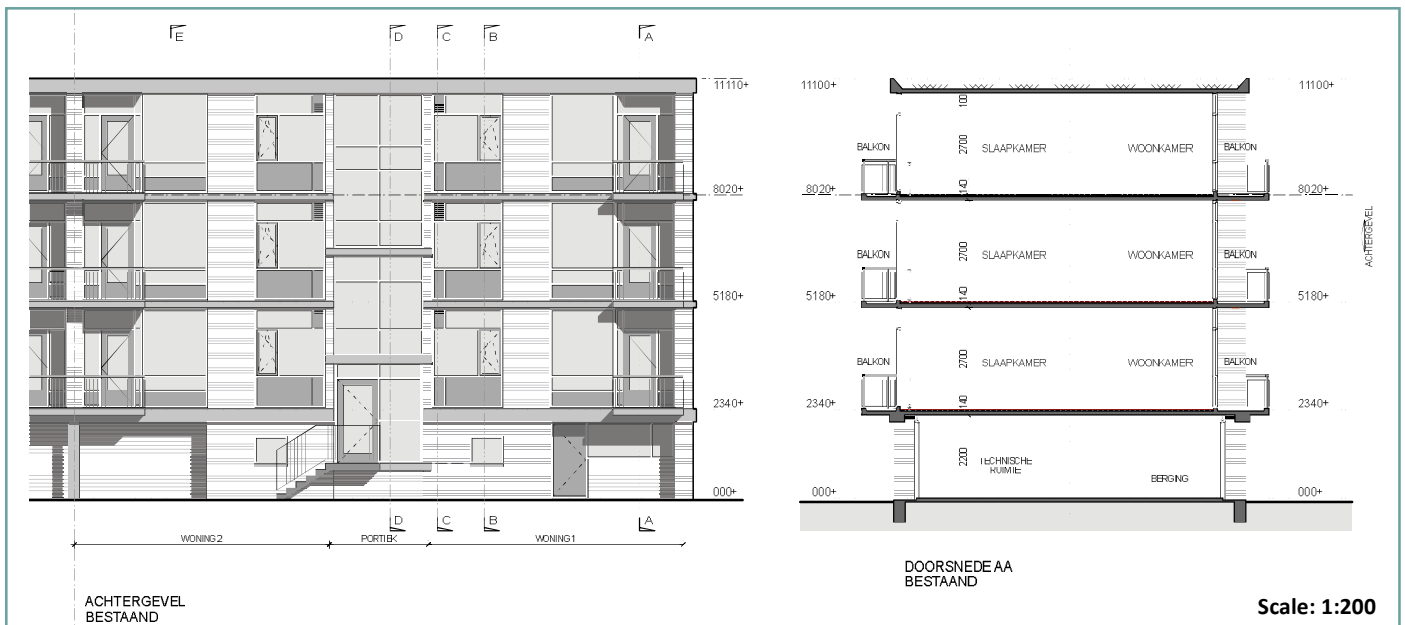 E
D
C
B
A
11110+
8020+
5180+
2340+
000+
D
C
B
A
WONING 2
PORTIEK
WONING 1
ACHTERGEVEL
BESTAAND
11100+
8020+
5180+
2340+
000+
100
BALKON
2700
SLAAPKAMER
WOONKAMER
BALKON
140
BALKON
2700
SLAAPKAMER
WOONKAMER
BALKON
140
BALKON
2700
SLAAPKAMER
WOONKAMER
BALKON
140
2200
TECHNISCHE
RUIMTE
BERGING
11100+
8020+
5180+
2340+
000+
ACHTERGEVEL
DOORSNEDE AA
BESTAAND
Scale: 1:200